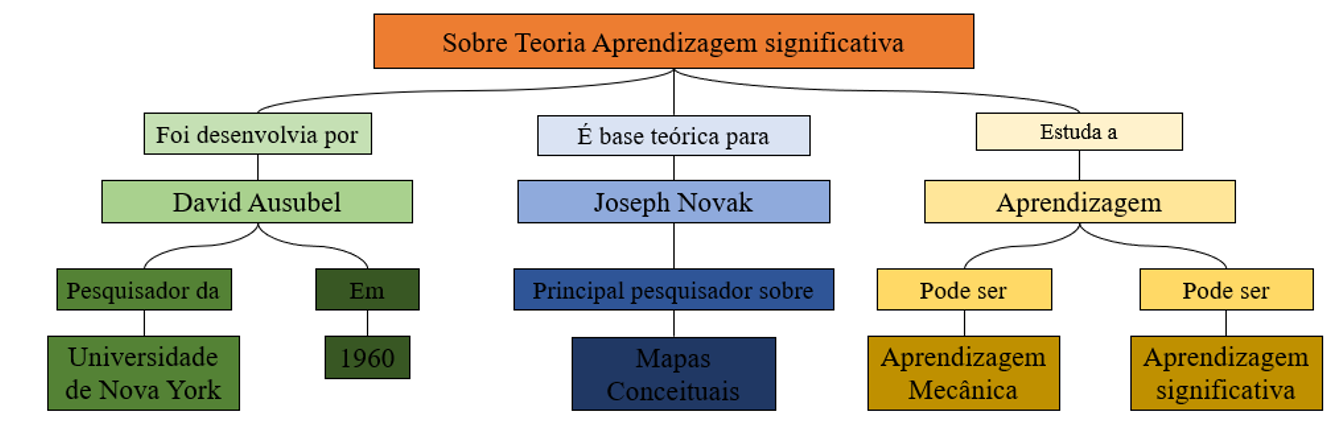 Sobre Teoria Aprendizagem significativa
Foi desenvolvia por
É base teórica para
Estuda a
David Ausubel
Joseph Novak
Aprendizagem
Pesquisador da
Em
Principal pesquisador sobre
Pode ser
Pode ser
Universidade
de Nova York
1960
Mapas
Conceituais
Aprendizagem
Mecânica
Aprendizagem
significativa